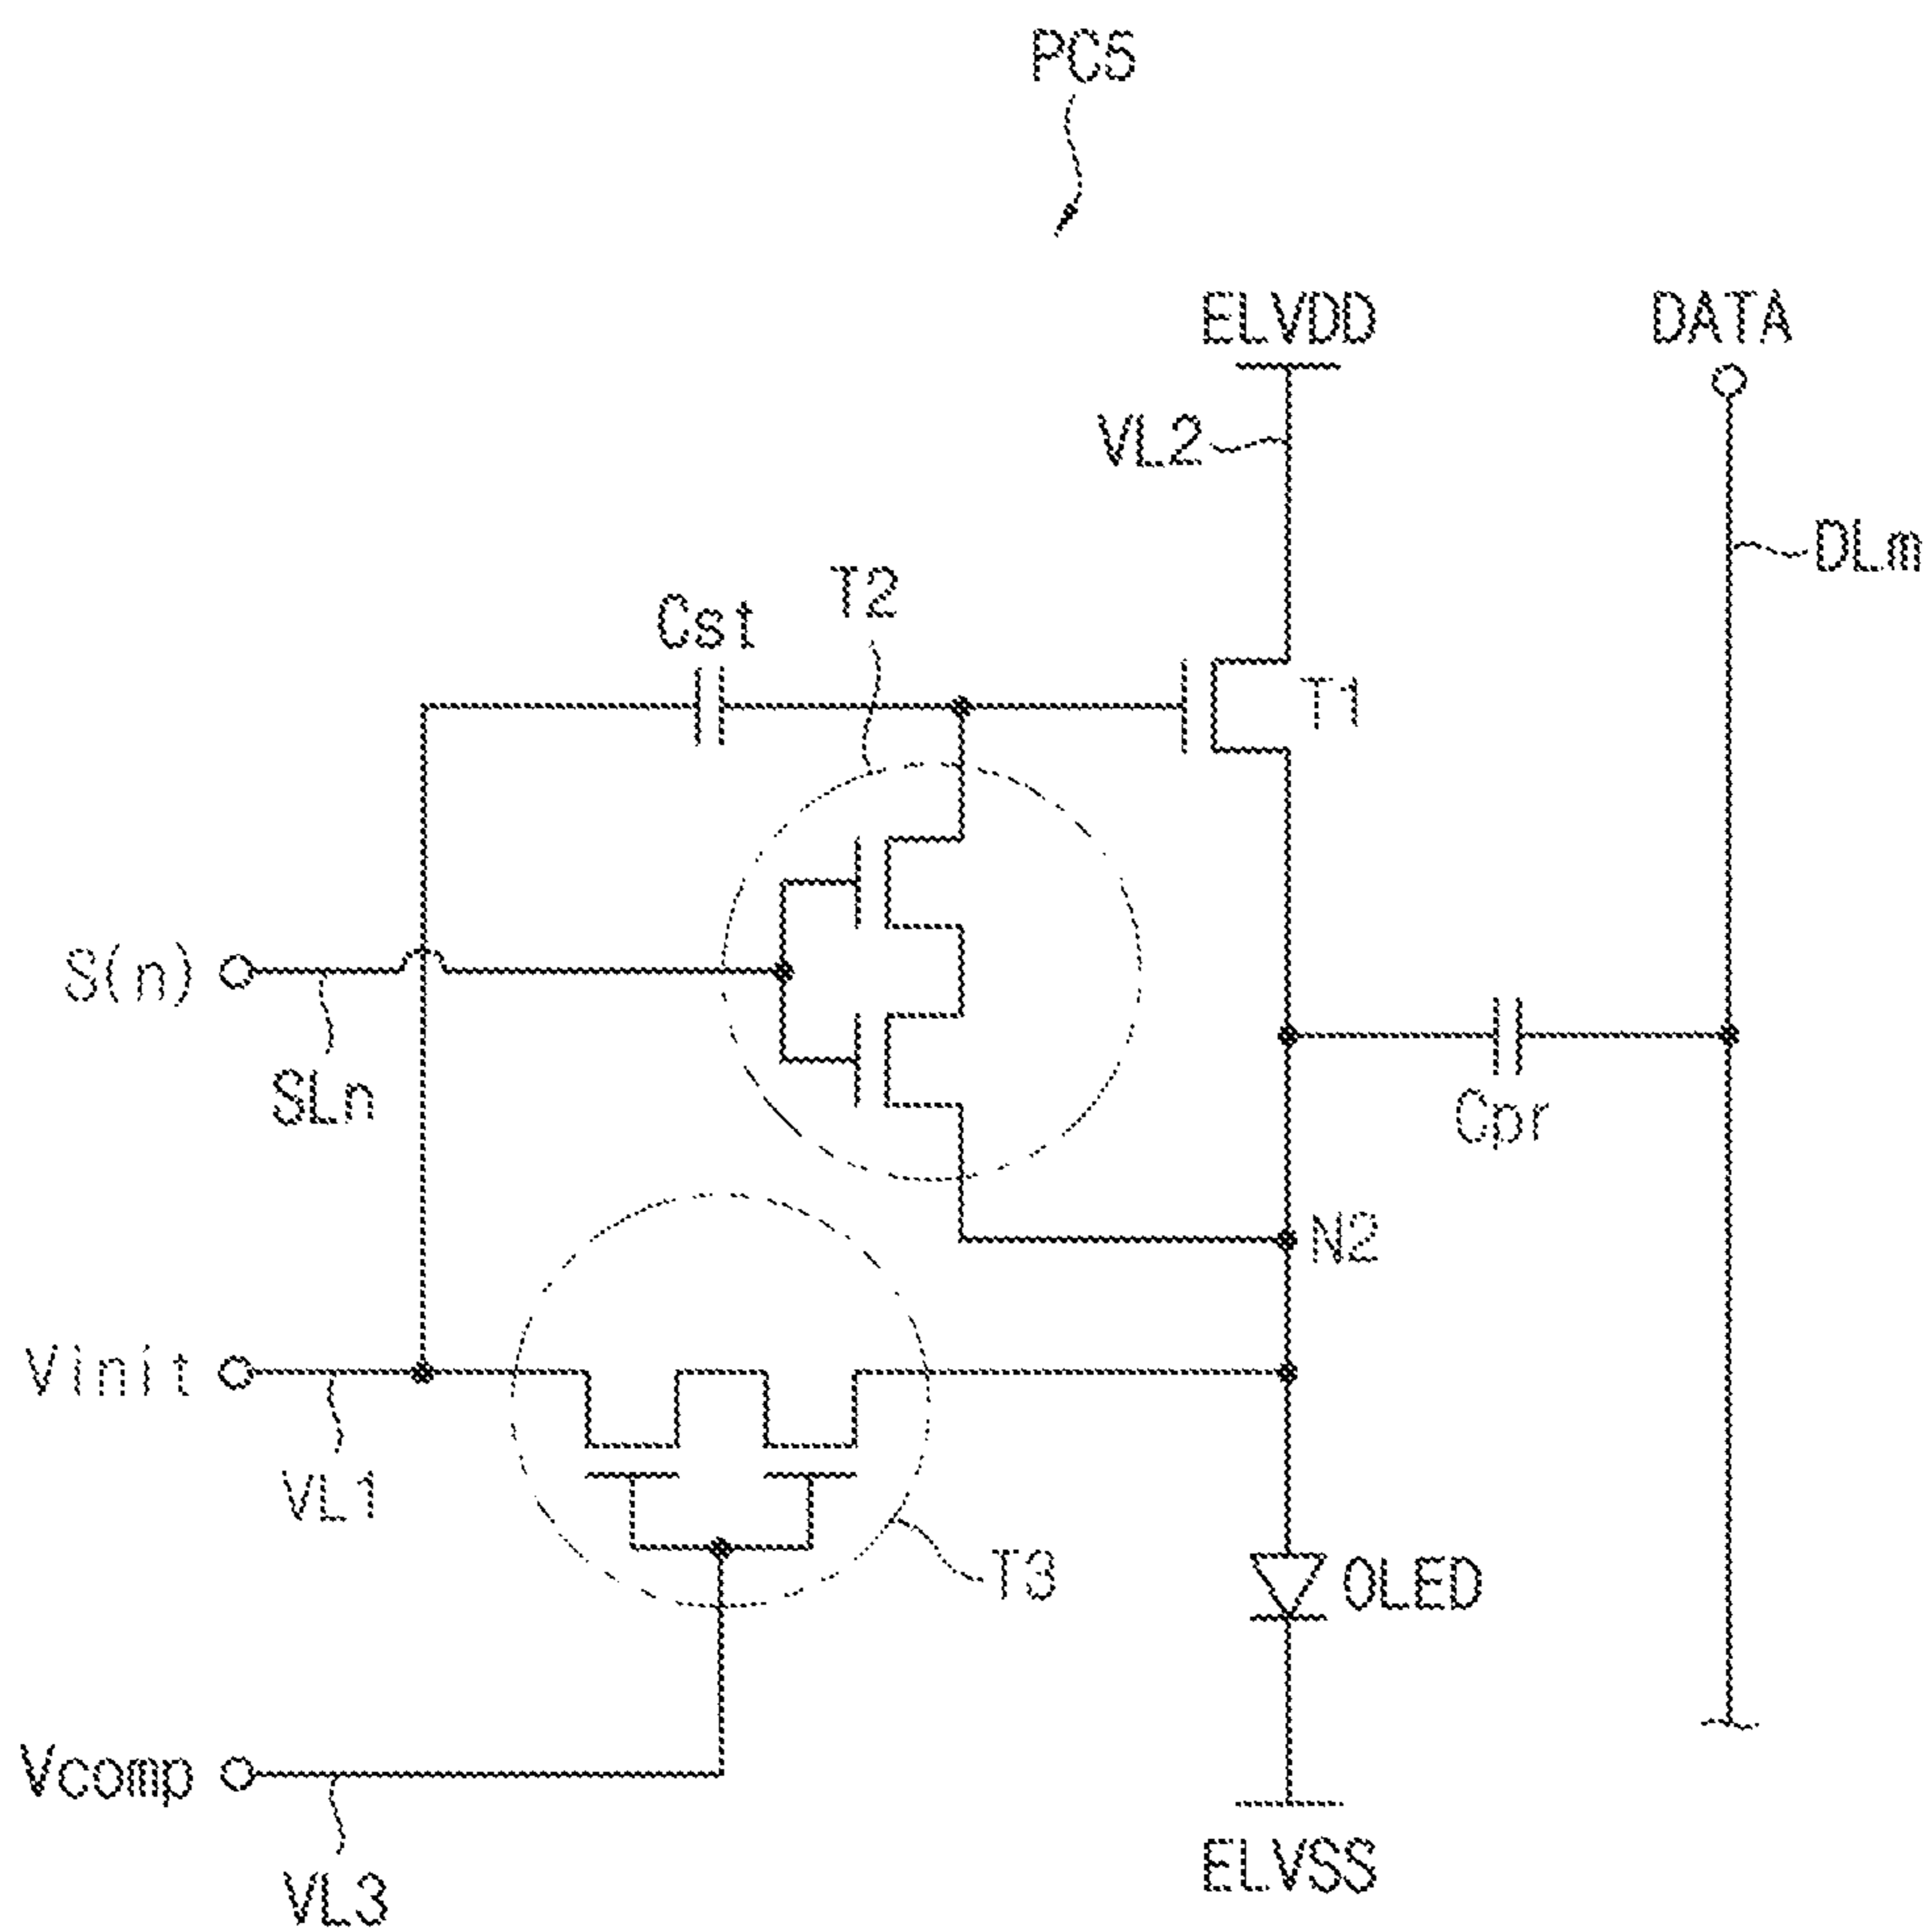 PC5
ELVDD
DATA
VL2
DLm
T2
Cst
T1
S(n)
SLn
Cpr
N2
Vinit
VL1
T3
OLED
Vcomp
VL3
ELVSS